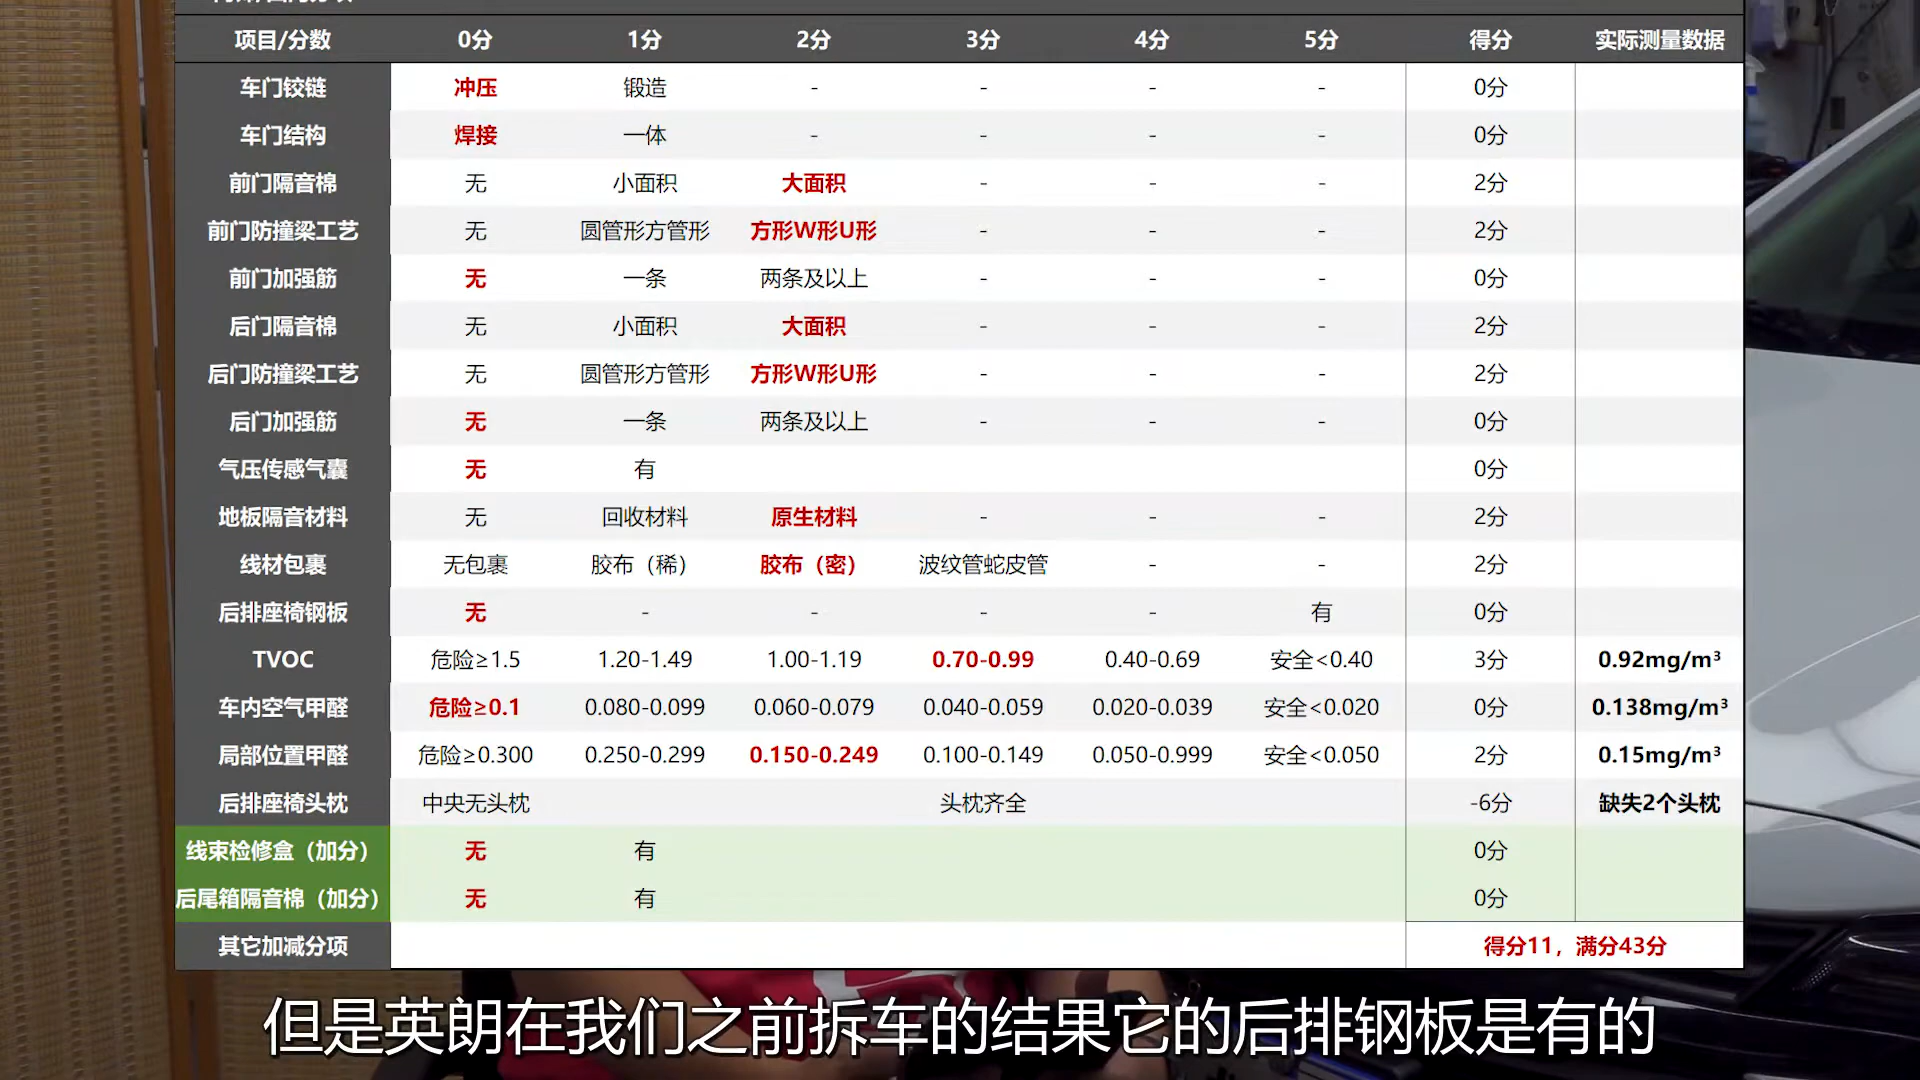 项目/分数 0分 1分 2分 3分 4分 5分 得分 实际测量数据
车门铰链 冲压 锻造 - - - - 0分
车门结构 焊接 一体 - - - - 0分
前门隔音棉 无 小面积 大面积 - - - 2分
前门防撞梁工艺 无 圆管形方管形 方形W形U形 - - - 2分
前门加强筋 无 一条 两条及以上 - - - 0分
后门隔音棉 无 小面积 大面积 - - - 2分
后门防撞梁工艺 无 圆管形方管形 方形W形U形 - - - 2分
后门加强筋 无 一条 两条及以上 - - - 0分
气压传感气囊 无 有 0分
地板隔音材料 无 回收材料 原生材料 - - - 2分
线材包裹 无包裹 胶布（稀） 胶布（密） 波纹管蛇皮管 - - 2分
后排座椅钢板 无 - - - - 有 0分
TVOC 危险≥1.5 1.20-1.49 1.00-1.19 0.70-0.99 0.40-0.69 安全<0.40 3分 0.92mg/m³
车内空气甲醛 危险≥0.1 0.080-0.099 0.060-0.079 0.040-0.059 0.020-0.039 安全<0.020 0分 0.138mg/m³
局部位置甲醛 危险≥0.300 0.250-0.299 0.150-0.249 0.100-0.149 0.050-0.999 安全<0.050 2分 0.15mg/m³
后排座椅头枕 中央无头枕 头枕齐全 -6分 缺失2个头枕
线束检修盒（加分） 无 有 0分
后尾箱隔音棉（加分） 无 有 0分
其它加减分项 得分11，满分43分
但是英朗在我们之前拆车的结果它的后排钢板是有的